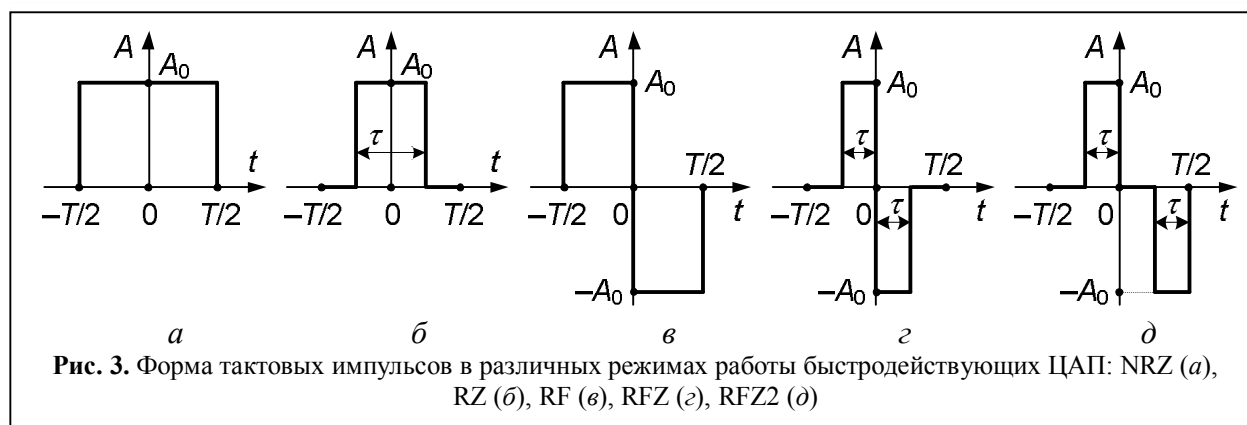 A A A A A
A₀ A₀ A₀ A₀ A₀
τ τ τ
t t T/2 T/2 T/2
−T/2 0 T/2 −T/2 0 T/2 −T/2 0 t −T/2 0 τ t −T/2 0 τ t
−A₀ −A₀ −A₀
а б в г д
Рис. 3. Форма тактовых импульсов в различных режимах работы быстродействующих ЦАП: NRZ (а),
RZ (б), RF (в), RFZ (г), RFZ2 (д)